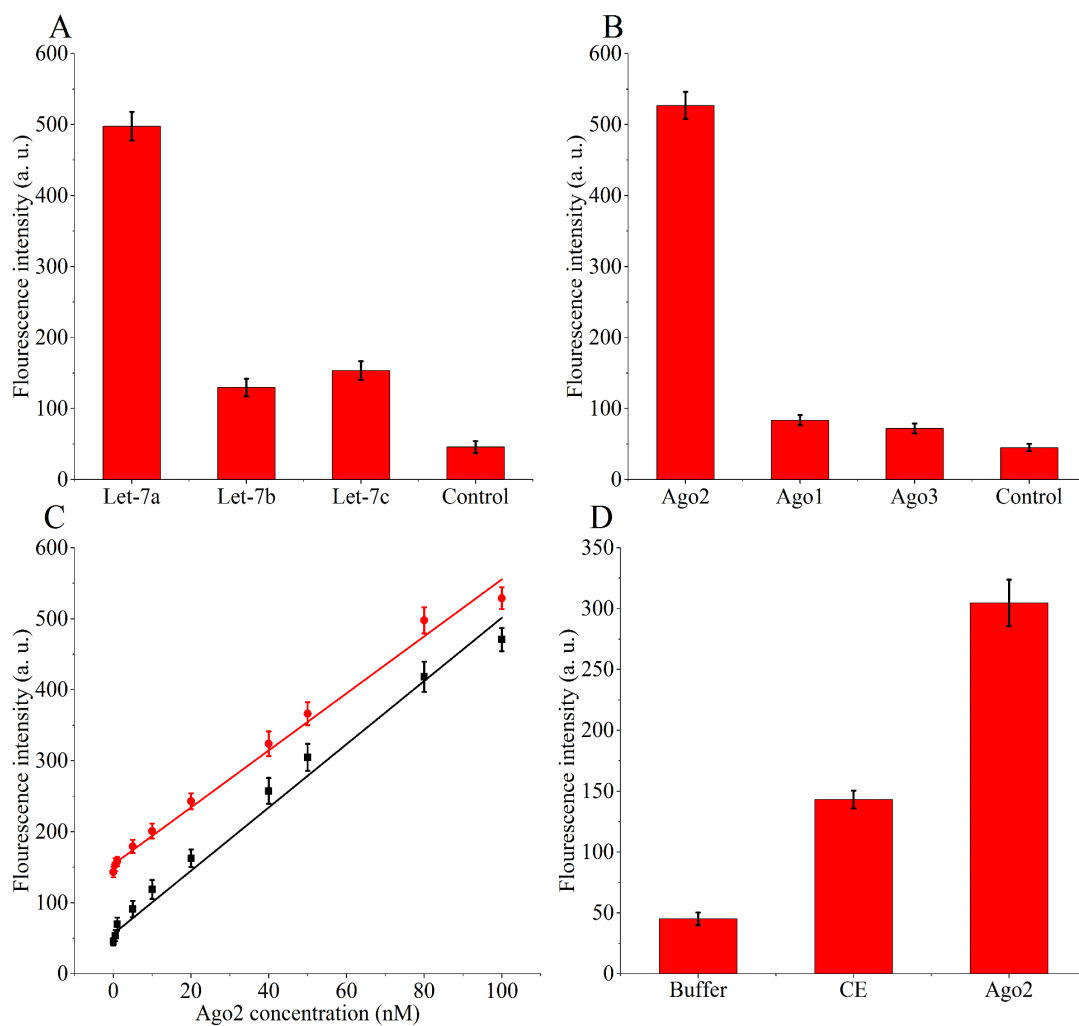 A
Flourescence intensity (a. u.)
600
500
400
300
200
100
0
Let-7a Let-7b Let-7c Control
B
Flourescence intensity (a. u.)
600
500
400
300
200
100
0
Ago2 Ago1 Ago3 Control
C
Flourescence intensity (a. u.)
600
500
400
300
200
100
0
0 20 40 60 80 100
Ago2 concentration (nM)
D
Flourescence intensity (a. u.)
350
300
250
200
150
100
50
0
Buffer CE Ago2